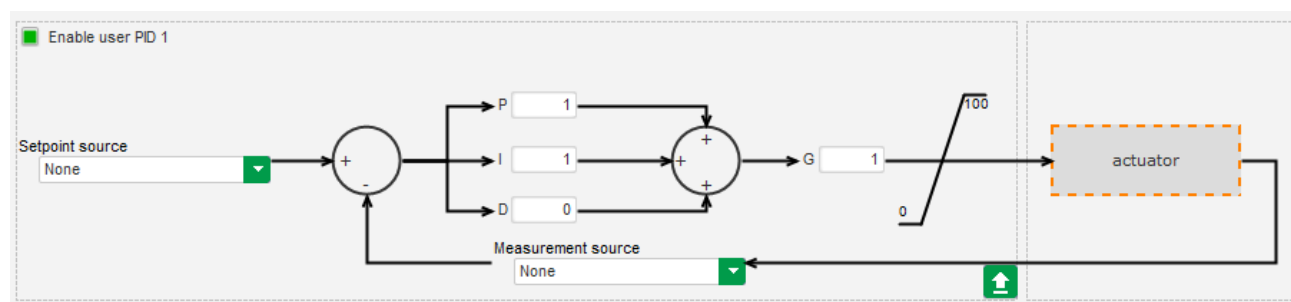 Enable user PID 1
P 1
100
Setpoint source
None
+
-
I 1
+
+
+
G 1
actuator
D 0
0
Measurement source
None